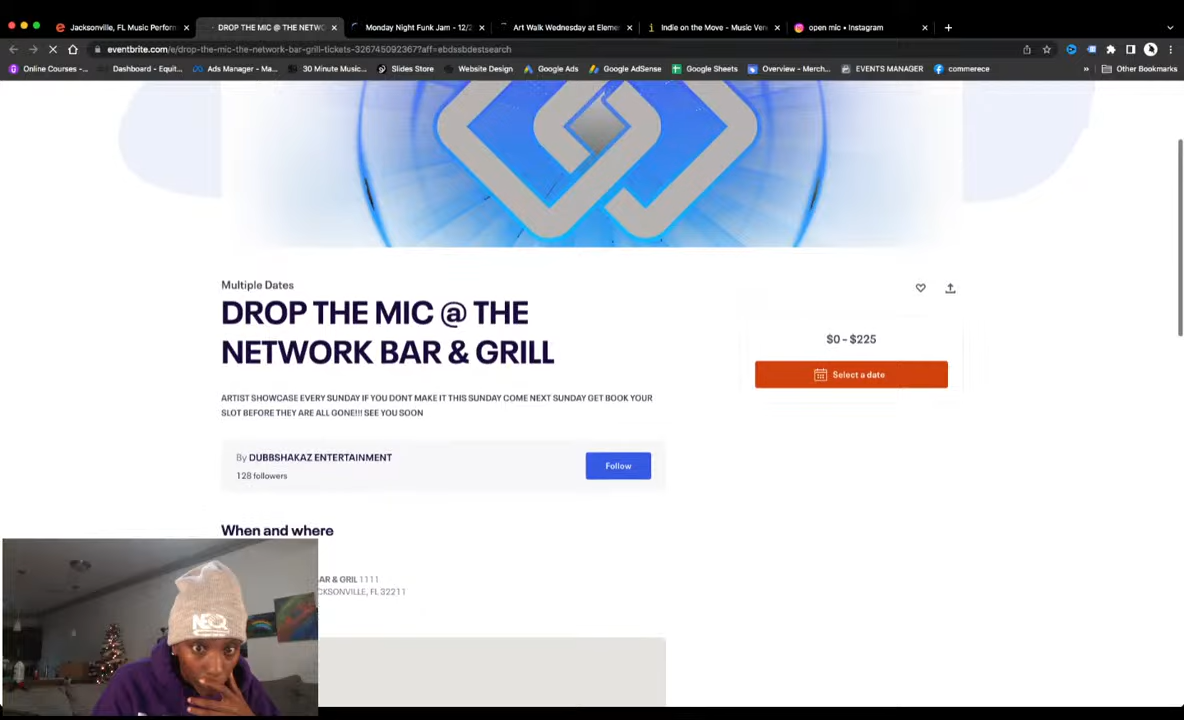 Jacksonville, FL Music Perform
DROP THE MIC @ THE NETWO
Monday Night Funk Jam - 12/2
Art Walk Wednesday at Eleme
Indie on the Move - Music Ven
open mic • Instagram
eventbrite.com/e/drop-the-mic-the-network-bar-grill-tickets-326745092367?aff=ebdssbdestsearch
Online Courses -...
Dashboard - Equit...
Ads Manager - Ma...
30 Minute Music...
Slides Store
Website Design
Google Ads
Google AdSense
Google Sheets
Overview - Merch...
EVENTS MANAGER
commerece
»
Other Bookmarks
Multiple Dates
DROP THE MIC @ THE
NETWORK BAR & GRILL
$0 – $225
Select a date
ARTIST SHOWCASE EVERY SUNDAY IF YOU DONT MAKE IT THIS SUNDAY COME NEXT SUNDAY GET BOOK YOUR
SLOT BEFORE THEY ARE ALL GONE!!! SEE YOU SOON
By DUBBSHAKAZ ENTERTAINMENT
128 followers
Follow
When and where
AR & GRIL 1111
CKSONVILLE, FL 32211
NEQ